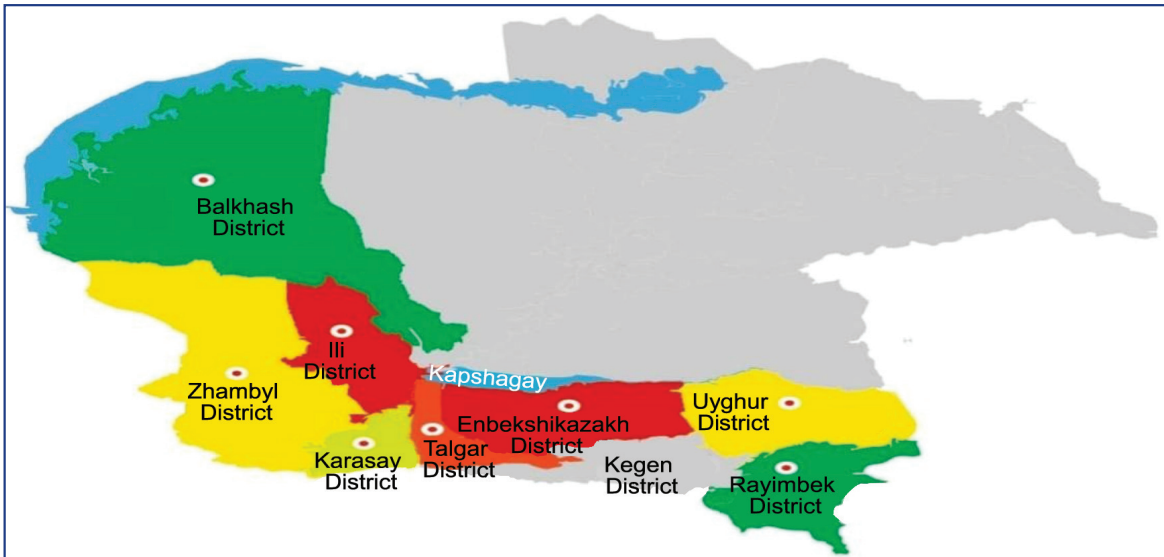 Balkhash
District
Ili
District
Zhambyl
District
Kapshagay
Karasay
District
Talgar
District
Enbekshikazakh
District
Kegen
District
Uyghur
District
Rayimbek
District